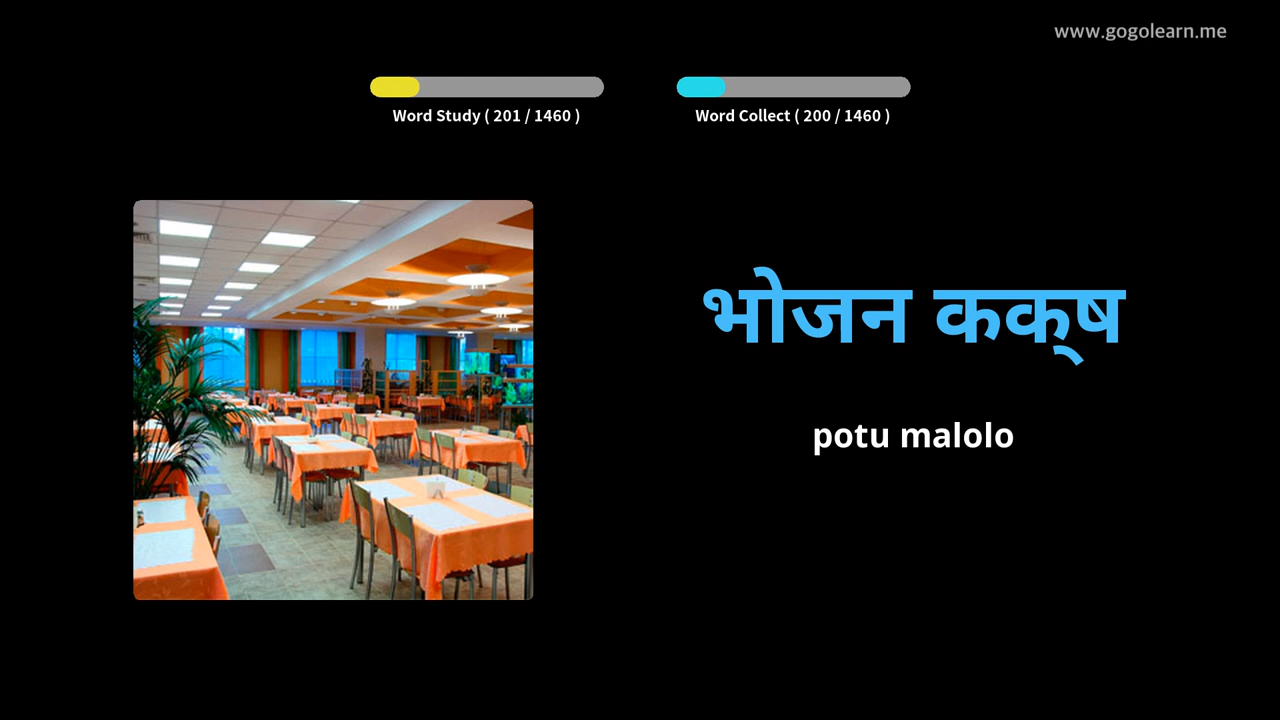 www.gogolearn.me
Word Study ( 201 / 1460 )
Word Collect ( 200 / 1460 )
भोजन कक्‌ष
potu malolo